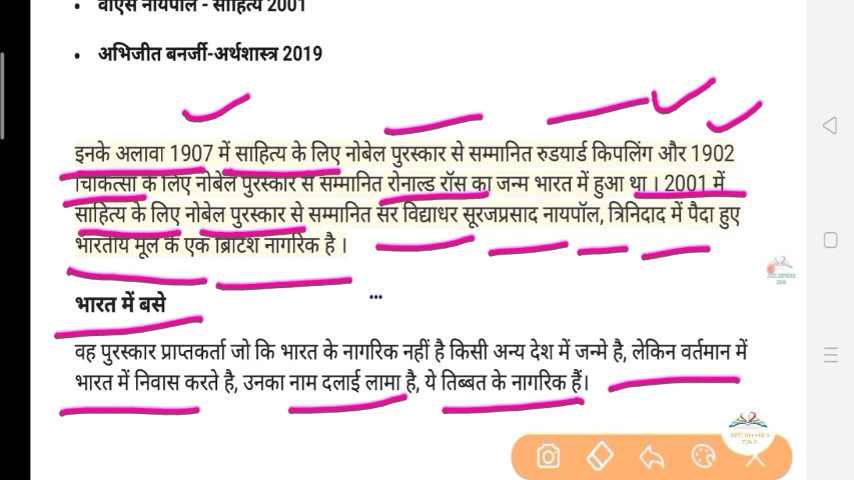 • वीएस नायपॉल - साहित्य 2001
• अभिजीत बनर्जी-अर्थशास्त्र 2019
इनके अलावा 1907 में साहित्य के लिए नोबेल पुरस्कार से सम्मानित रुडयार्ड किपलिंग और 1902
चिकित्सा के लिए नोबेल पुरस्कार से सम्मानित रोनाल्ड रॉस का जन्म भारत में हुआ था । 2001 में
साहित्य के लिए नोबेल पुरस्कार से सम्मानित सर विद्याधर सूरजप्रसाद नायपॉल, त्रिनिदाद में पैदा हुए
भारतीय मूल के एक ब्रिटिश नागरिक है ।
भारत में बसे
वह पुरस्कार प्राप्तकर्ता जो कि भारत के नागरिक नहीं है किसी अन्य देश में जन्मे है, लेकिन वर्तमान में
भारत में निवास करते है, उनका नाम दलाई लामा है, ये तिब्बत के नागरिक हैं।